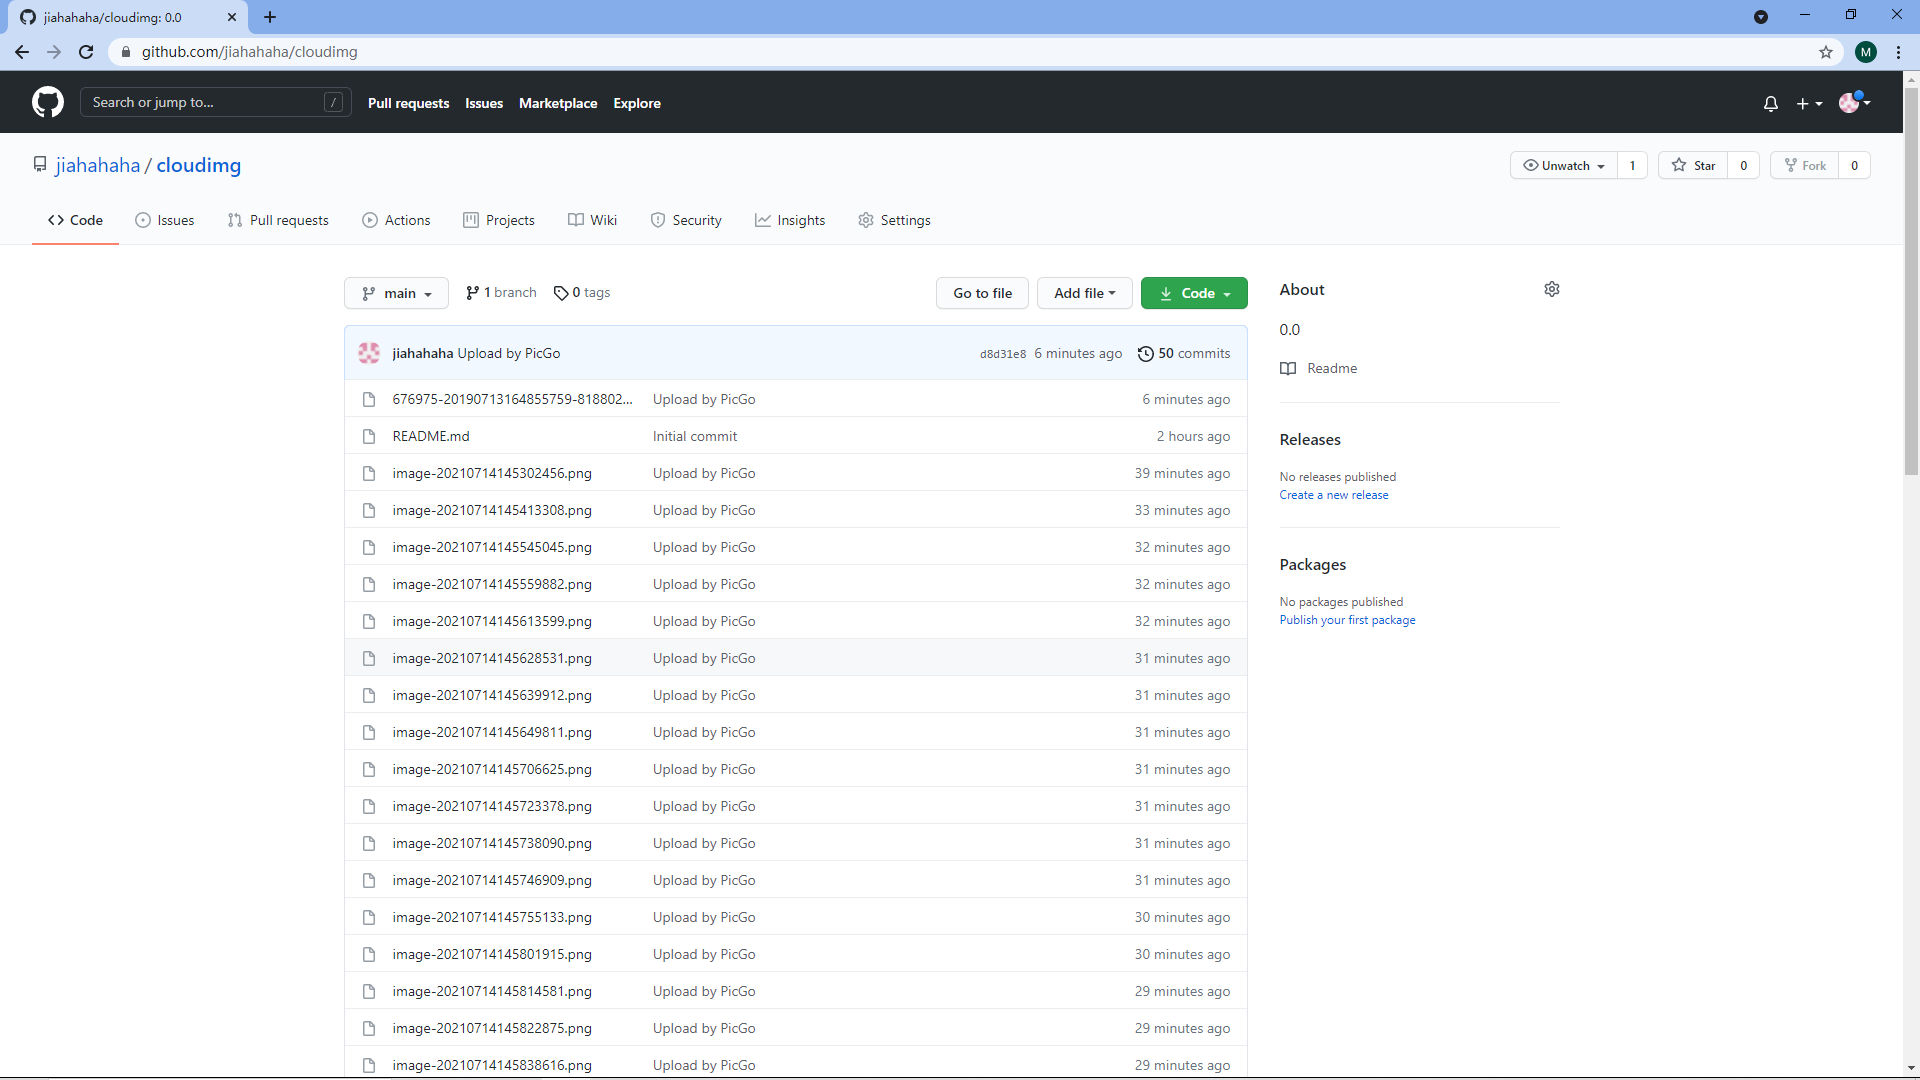 jiahahaha/cloudimg: 0.0
github.com/jiahahaha/cloudimg
M
Search or jump to... /
Pull requests Issues Marketplace Explore
jiahahaha / cloudimg
Unwatch 1 Star 0 Fork 0
Code Issues Pull requests Actions Projects Wiki Security Insights Settings
main 1 branch 0 tags Go to file Add file Code
jiahahaha Upload by PicGo d8d31e8 6 minutes ago 50 commits
676975-20190713164855759-818802... Upload by PicGo 6 minutes ago
README.md Initial commit 2 hours ago
image-20210714145302456.png Upload by PicGo 39 minutes ago
image-20210714145413308.png Upload by PicGo 33 minutes ago
image-20210714145545045.png Upload by PicGo 32 minutes ago
image-20210714145559882.png Upload by PicGo 32 minutes ago
image-20210714145613599.png Upload by PicGo 32 minutes ago
image-20210714145628531.png Upload by PicGo 31 minutes ago
image-20210714145639912.png Upload by PicGo 31 minutes ago
image-20210714145649811.png Upload by PicGo 31 minutes ago
image-20210714145706625.png Upload by PicGo 31 minutes ago
image-20210714145723378.png Upload by PicGo 31 minutes ago
image-20210714145738090.png Upload by PicGo 31 minutes ago
image-20210714145746909.png Upload by PicGo 31 minutes ago
image-20210714145755133.png Upload by PicGo 30 minutes ago
image-20210714145801915.png Upload by PicGo 30 minutes ago
image-20210714145814581.png Upload by PicGo 29 minutes ago
image-20210714145822875.png Upload by PicGo 29 minutes ago
image-20210714145838616.png Upload by PicGo 29 minutes ago
About
0.0
Readme
Releases
No releases published
Create a new release
Packages
No packages published
Publish your first package